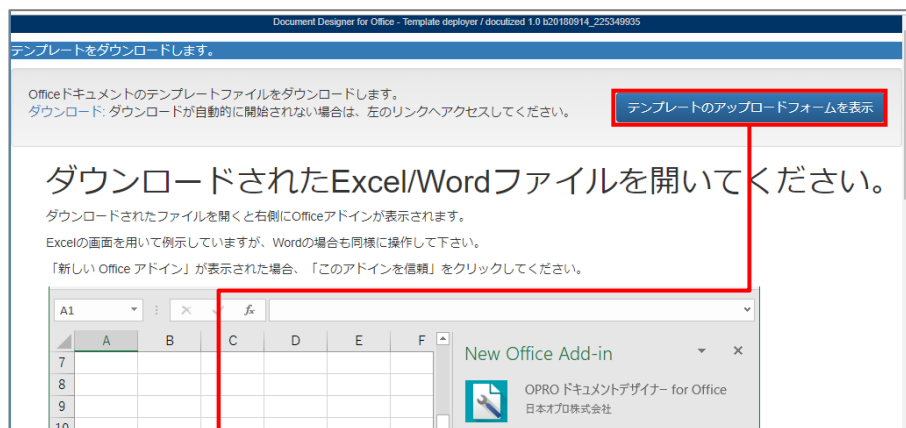 Document Designer for Office - Template deployer / docutized 1.0 b20180914_225349935
テンプレートをダウンロードします。
Officeドキュメントのテンプレートファイルをダウンロードします。
ダウンロード: ダウンロードが自動的に開始されない場合は、左のリンクへアクセスしてください。
テンプレートのアップロードフォームを表示
ダウンロードされたExcel/Wordファイルを開いてください。
ダウンロードされたファイルを開くと右側にOfficeアドインが表示されます。
Excelの画面を用いて例示していますが、Wordの場合も同様に操作して下さい。
「新しい Office アドイン」が表示された場合、「このアドインを信頼」をクリックしてください。
A1 fx
A B C D E F
New Office Add-in
7
8
OPRO ドキュメントデザイナー for Office
9
日本オプロ株式会社
10